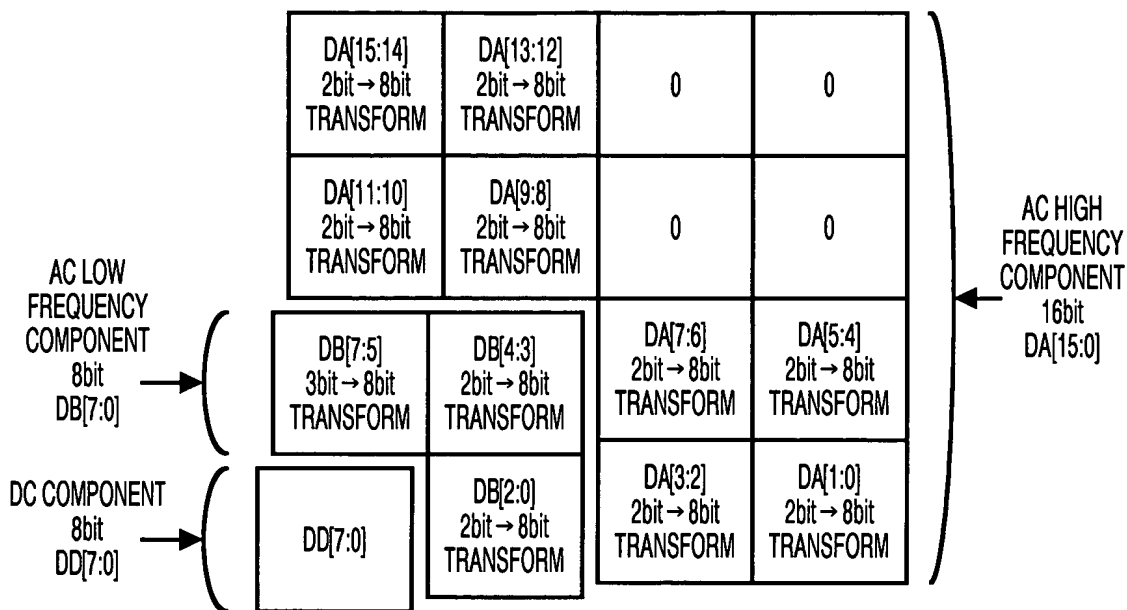 DA[15:14]
2bit → 8bit
TRANSFORM
DA[13:12]
2bit → 8bit
TRANSFORM
0
0
DA[11:10]
2bit → 8bit
TRANSFORM
DA[9:8]
2bit → 8bit
TRANSFORM
0
0
AC HIGH
FREQUENCY
COMPONENT
16bit
DA[15:0]
AC LOW
FREQUENCY
COMPONENT
8bit
DB[7:0]
DB[7:5]
3bit → 8bit
TRANSFORM
DB[4:3]
2bit → 8bit
TRANSFORM
DA[7:6]
2bit → 8bit
TRANSFORM
DA[5:4]
2bit → 8bit
TRANSFORM
DC COMPONENT
8bit
DD[7:0]
DD[7:0]
DB[2:0]
2bit → 8bit
TRANSFORM
DA[3:2]
2bit → 8bit
TRANSFORM
DA[1:0]
2bit → 8bit
TRANSFORM